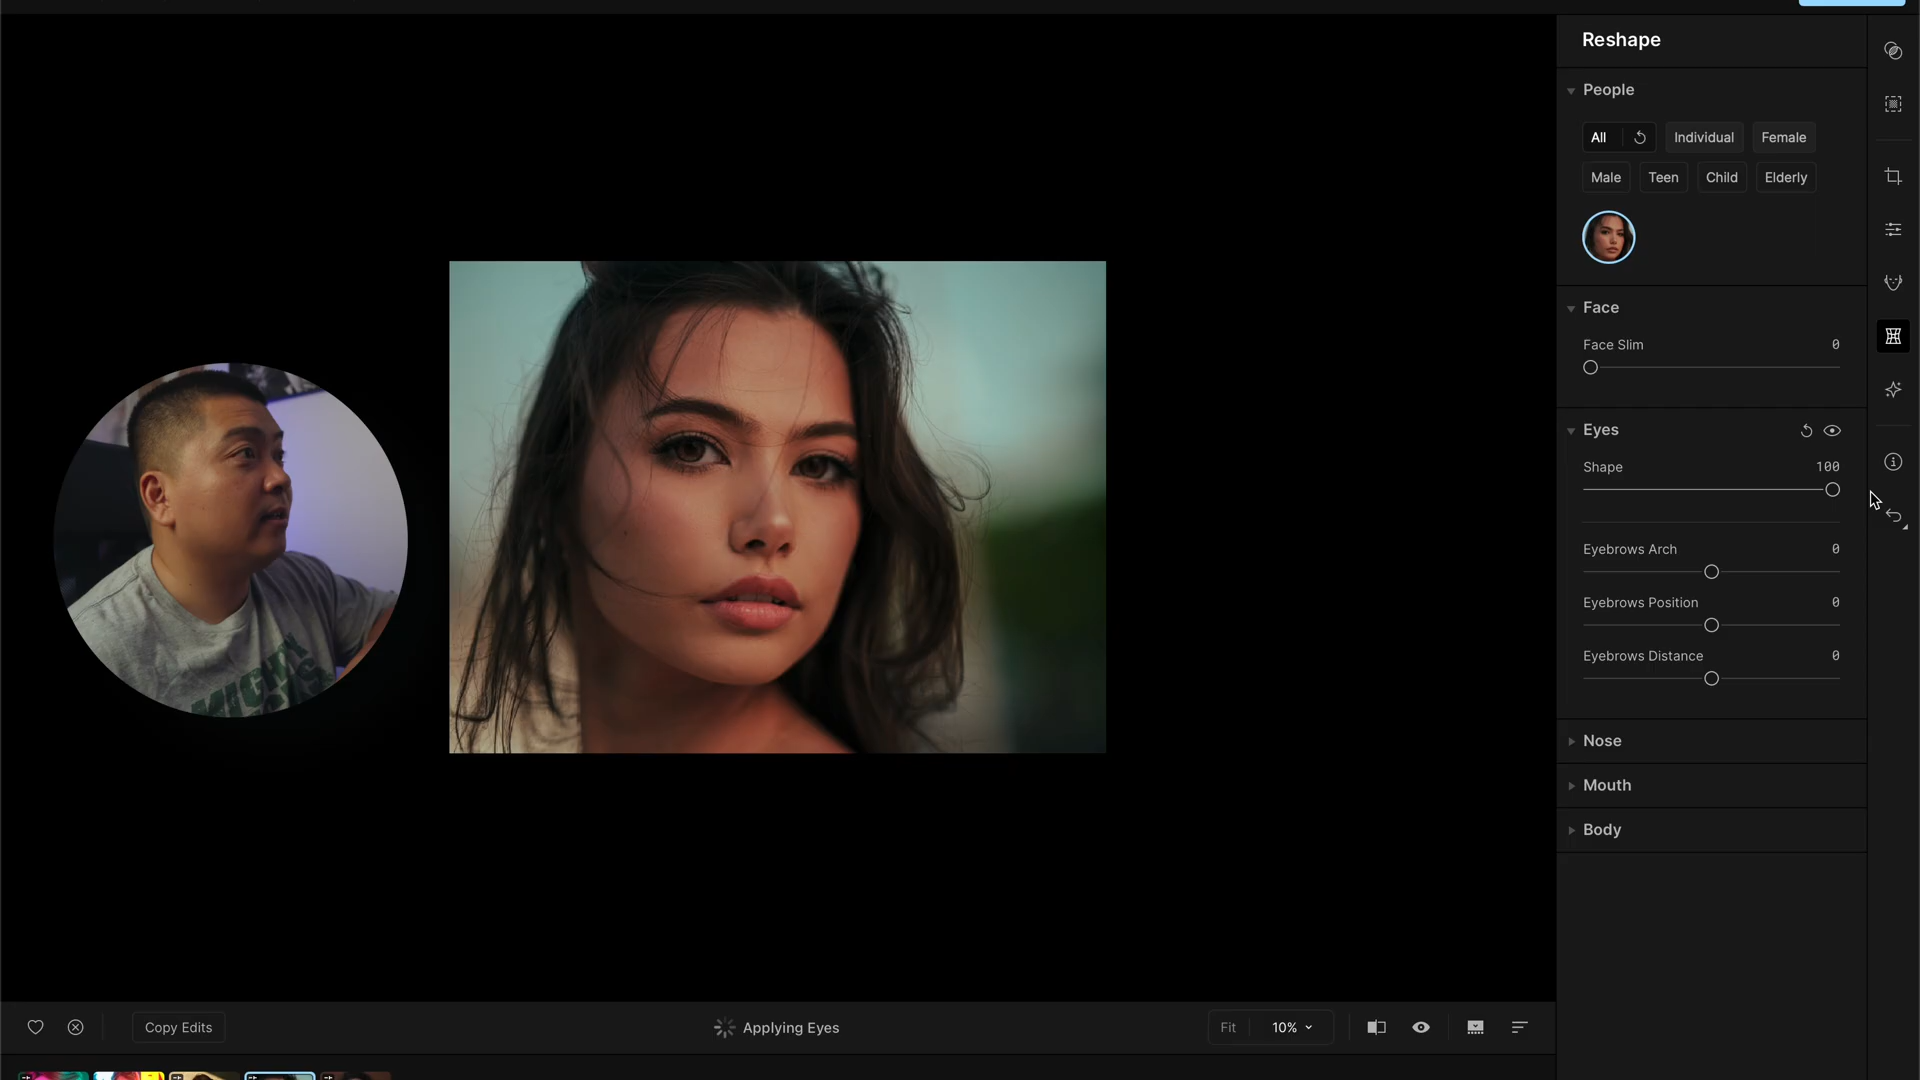 Reshape
People
All
Individual
Female
Male
Teen
Child
Elderly
Face
Face Slim 0
Eyes
Shape 100
Eyebrows Arch 0
Eyebrows Position 0
Eyebrows Distance 0
Nose
Mouth
Body
Copy Edits
Applying Eyes
Fit
10%